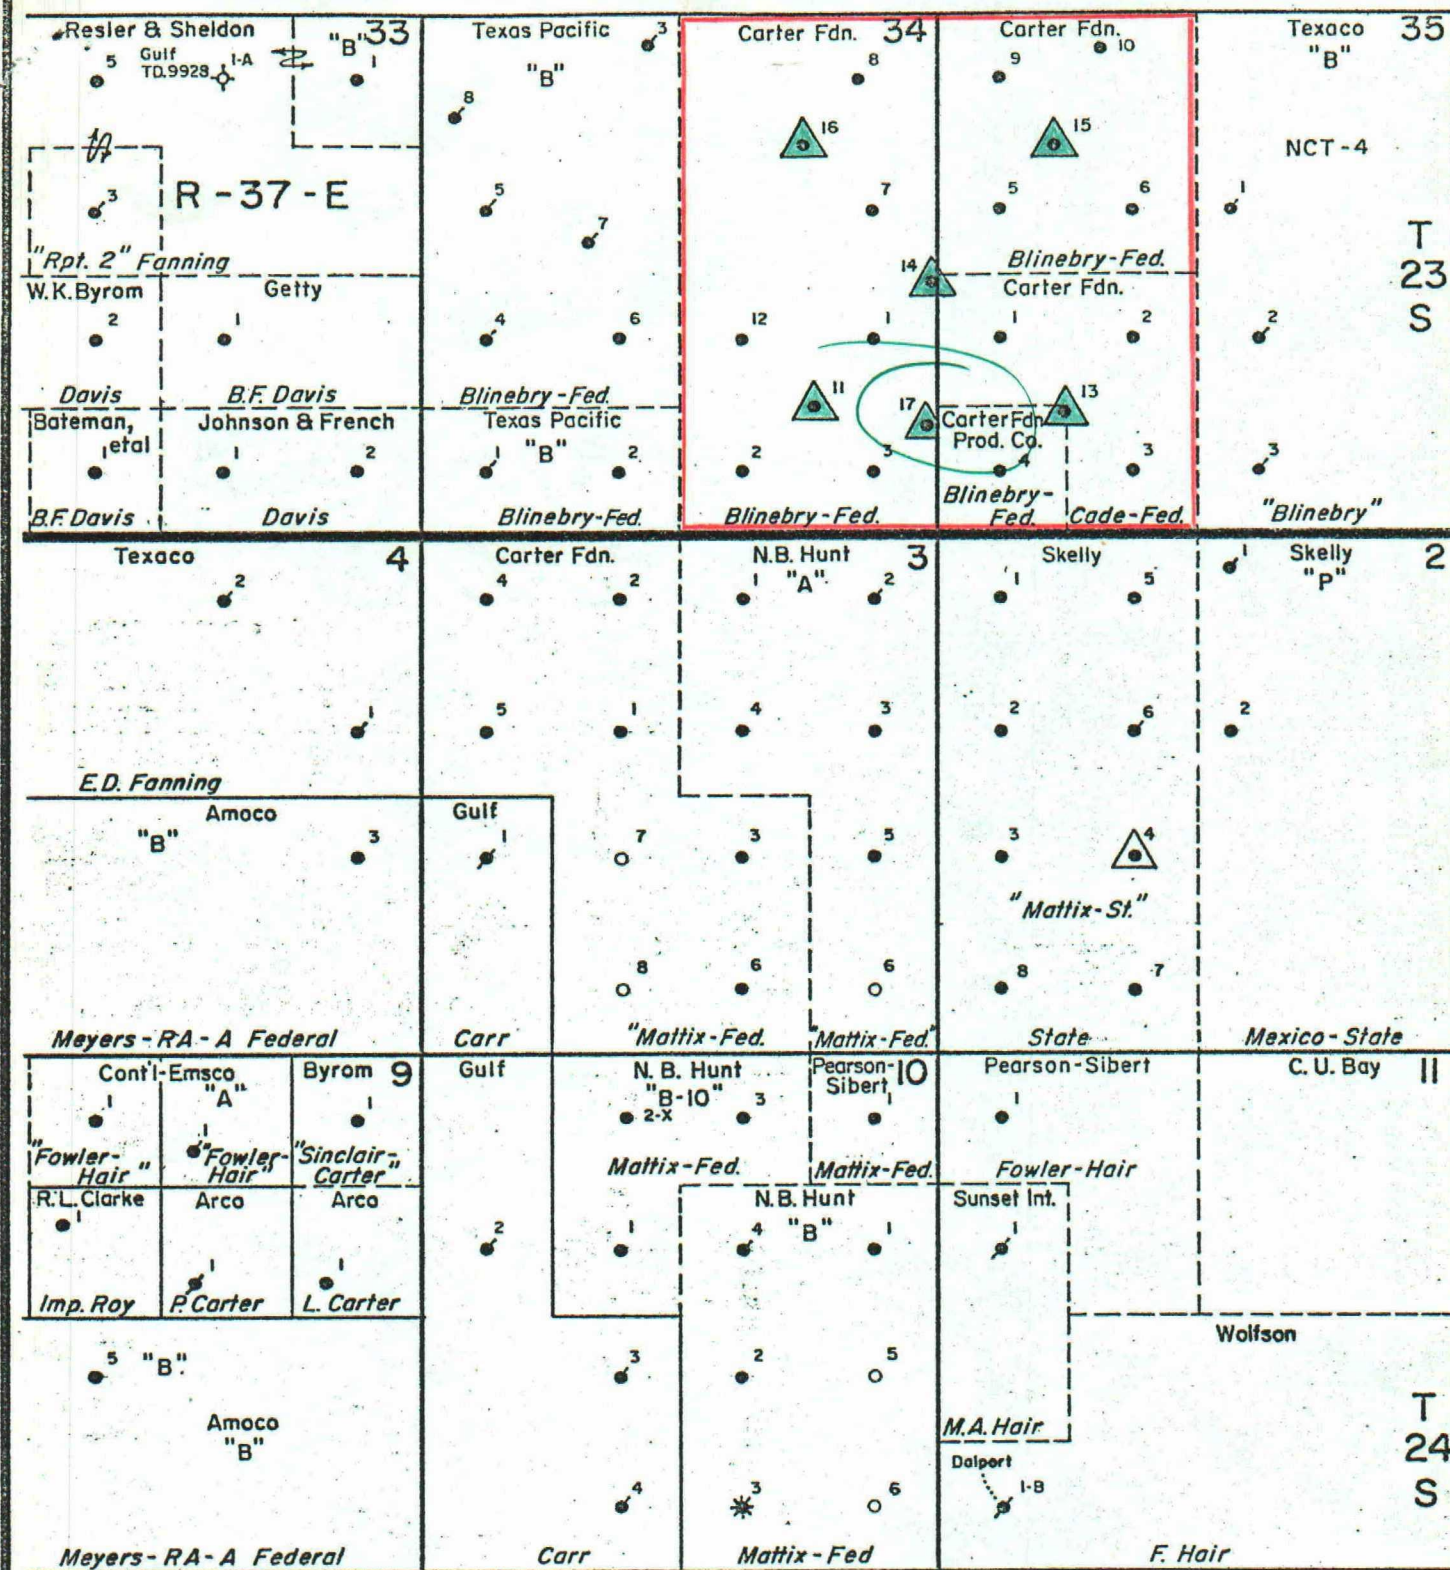 Resler & Sheldon
"B" 33
Gulf
TD.9928 1-A
5
1
3
R-37-E
"Rpt. 2" Fanning
Texas Pacific
"B"
3
8
5
7
4
6
Blinebry-Fed.
Carter Fdn. 34
8
16
7
14
12
1
11
17
2
3
Blinebry-Fed.
Carter Fdn.
9
10
15
5
6
Blinebry-Fed.
Carter Fdn.
1
2
13
Carter Fdn
Prod. Co.
4
3
Blinebry-
Fed.
Cade-Fed.
Texaco 35
"B"
NCT-4
1
2
3
"Blinebry"
T
23
S
W.K. Byrom
2
Davis
Getty
1
B.F. Davis
Bateman,
etal
1
B.F. Davis
Johnson & French
1
2
Davis
Texas Pacific
"B"
1
2
Blinebry-Fed.
Texaco 4
2
1
E.D. Fanning
Carter Fdn.
4
2
5
1
7
3
8
6
"Mattix-Fed.
N.B. Hunt 3
"A"
1
2
4
3
5
6
"Mattix-Fed"
Skelly
1
5
2
6
3
4
"Mattix-St."
8
7
State
Skelly 2
"P"
1
2
Mexico-State
Amoco
"B"
3
Meyers-RA-A Federal
Gulf
1
Carr
Cont'l-Emsco
"A"
1
"Fowler-
Hair"
1
"Fowler-
Hair"
Byrom 9
1
"Sinclair-
Carter"
R.L. Clarke
1
Imp. Roy
Arco
1
P. Carter
Arco
1
L. Carter
5 "B"
Amoco
"B"
Meyers-RA-A Federal
Gulf
2
3
4
Carr
N.B. Hunt
"B-10"
2-X
3
Mattix-Fed.
1
Pearson-
Sibert 10
1
Mattix-Fed.
N.B. Hunt
"B"
4
1
2
5
3
6
Mattix-Fed
Pearson-Sibert
1
Fowler-Hair
C.U. Bay 11
Sunset Int.
1
M.A. Hair
Wolfson
Dalport
1-B
F. Hair
T
24
S